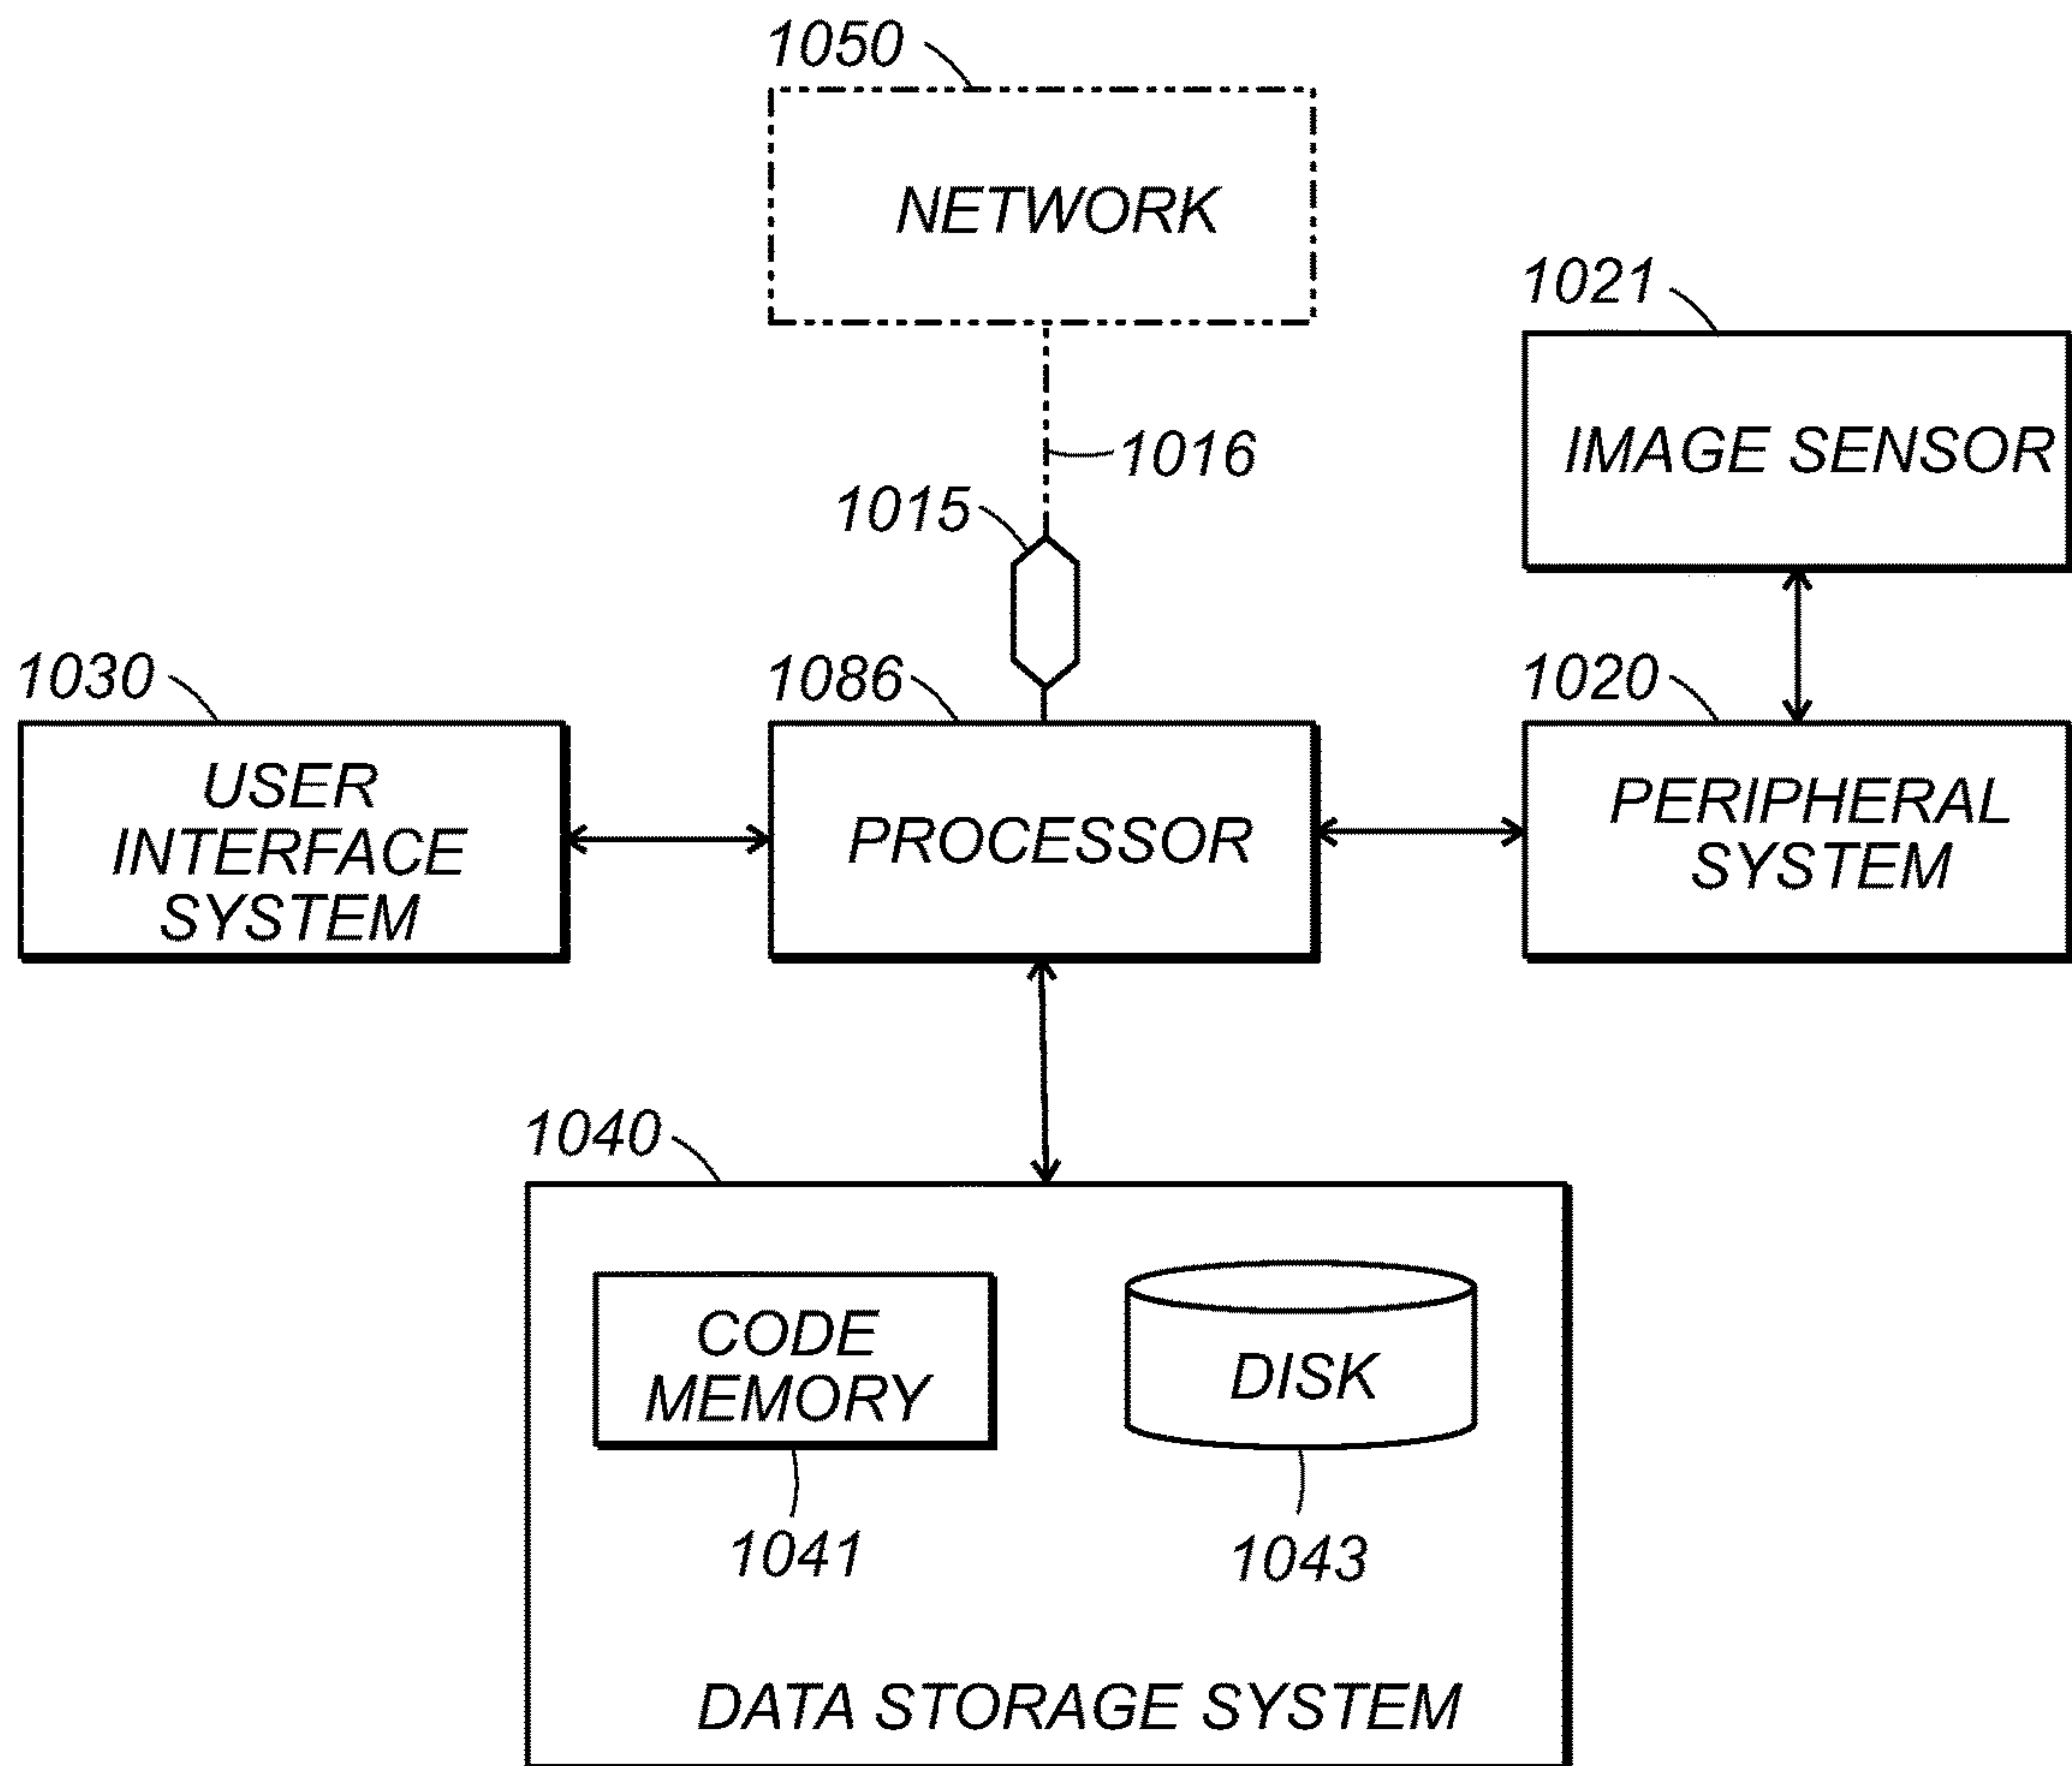 1050
NETWORK
1021
IMAGE SENSOR
1016
1015
1030
USER
INTERFACE
SYSTEM
1086
PROCESSOR
1020
PERIPHERAL
SYSTEM
1040
CODE
MEMORY
1041
DISK
1043
DATA STORAGE SYSTEM